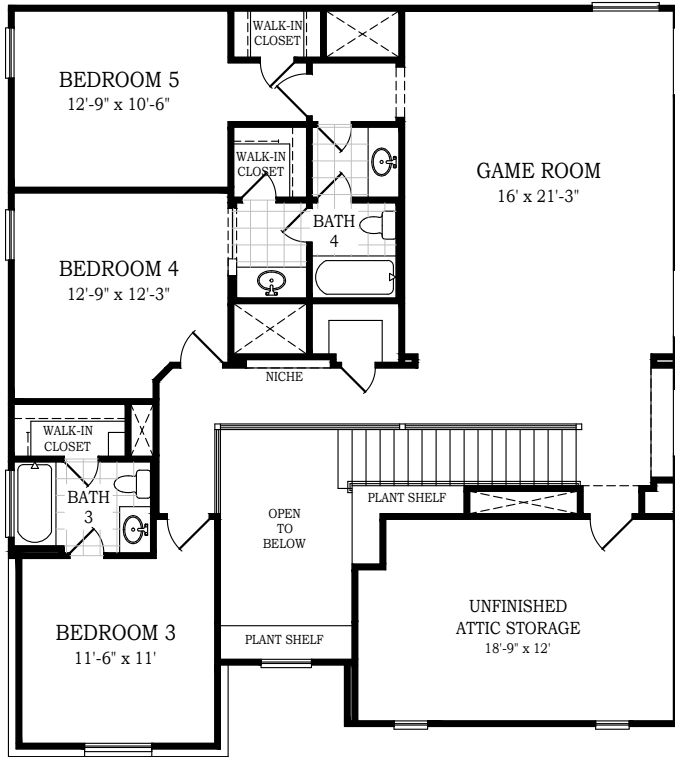 WALK-IN
CLOSET
BEDROOM 5
12'-9" x 10'-6"
WALK-IN
CLOSET
GAME ROOM
16' x 21'-3"
BATH
4
BEDROOM 4
12'-9" x 12'-3"
NICHE
WALK-IN
CLOSET
BATH
3
PLANT SHELF
OPEN
TO
BELOW
UNFINISHED
ATTIC STORAGE
18'-9" x 12'
BEDROOM 3
11'-6" x 11'
PLANT SHELF